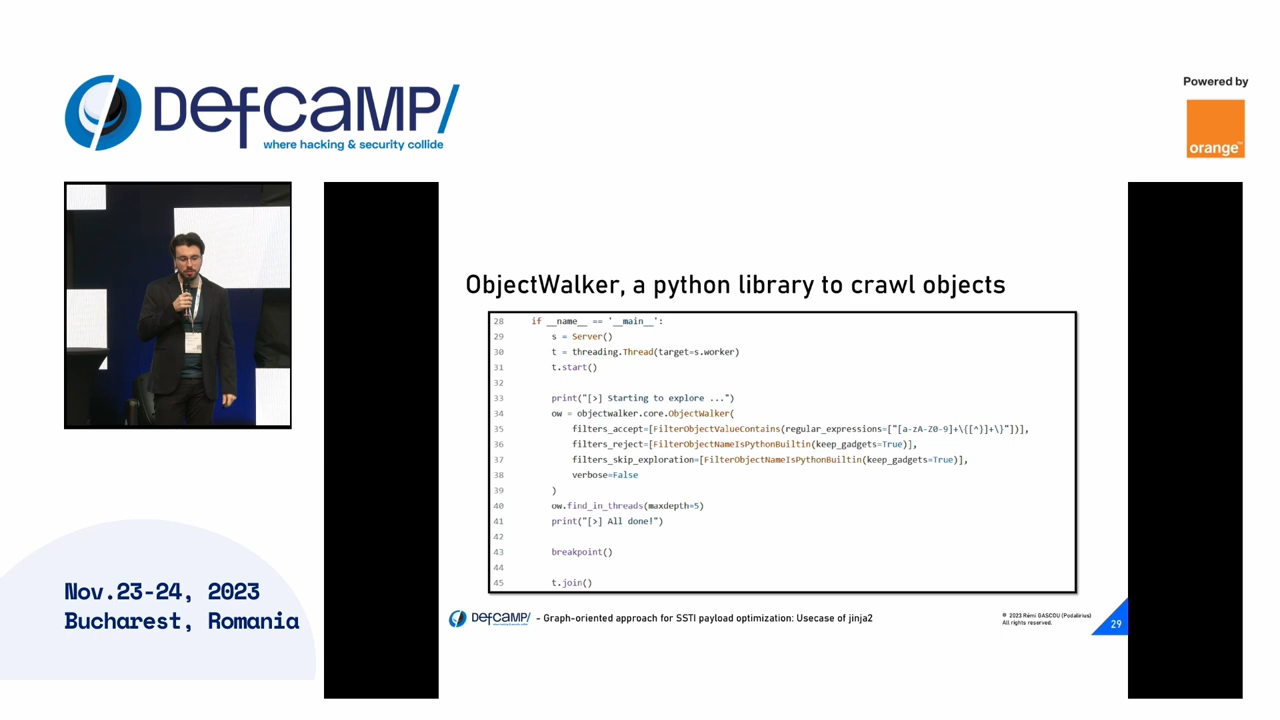 DefCamp/
where hacking & security collide
Powered by
orange™
ObjectWalker, a python library to crawl objects
28 if __name__ == '__main__':
29 s = Server()
30 t = threading.Thread(target=s.worker)
31 t.start()
32
33 print("[>] Starting to explore ...")
34 ow = objectwalker.core.ObjectWalker(
35 filters_accept=[FilterObjectValueContains(regular_expressions=["[a-zA-Z0-9]+\{[^}]+\}"])],
36 filters_reject=[FilterObjectNameIsPythonBuiltin(keep_gadgets=True)],
37 filters_skip_exploration=[FilterObjectNameIsPythonBuiltin(keep_gadgets=True)],
38 verbose=False
39 )
40 ow.find_in_threads(maxdepth=5)
41 print("[>] All done!")
42
43 breakpoint()
44
45 t.join()
Nov.23-24, 2023
Bucharest, Romania
DefCamp/ - Graph-oriented approach for SSTI payload optimization: Usecase of jinja2
© 2023 Rémi GASCOU (Podalirius)
All rights reserved.
29